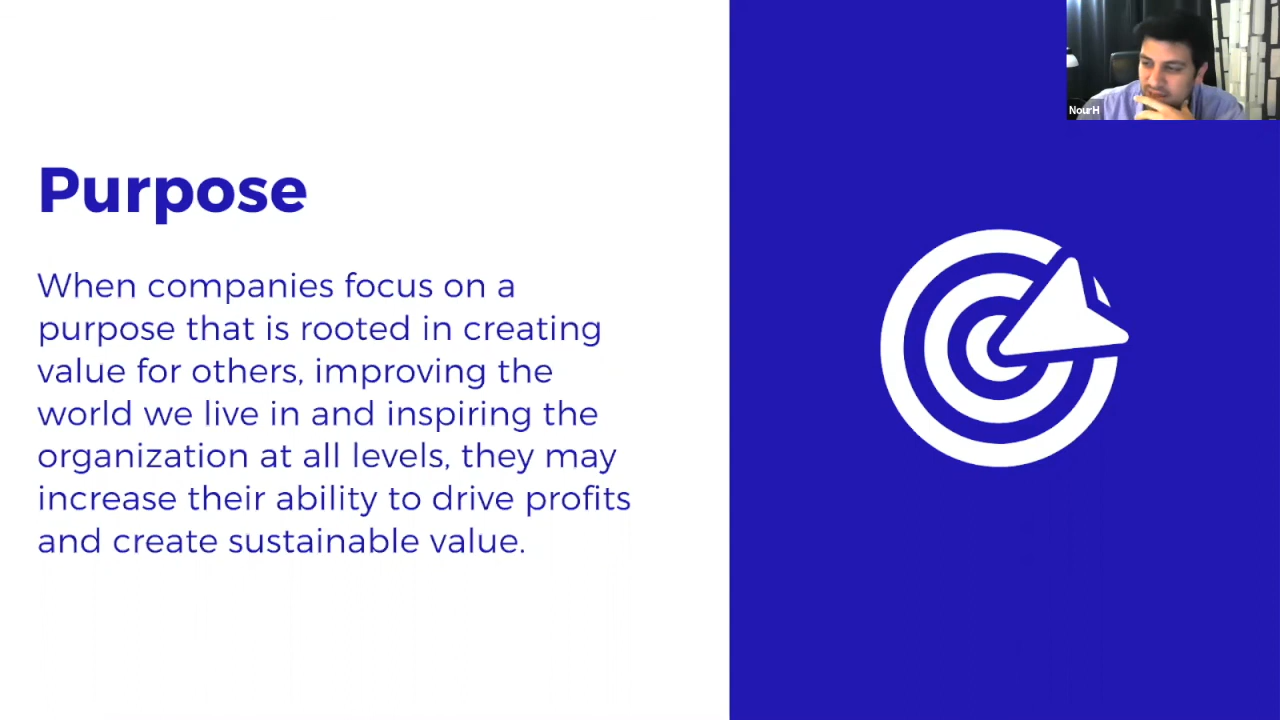 Purpose
When companies focus on a
purpose that is rooted in creating
value for others, improving the
world we live in and inspiring the
organization at all levels, they may
increase their ability to drive profits
and create sustainable value.
Nour H